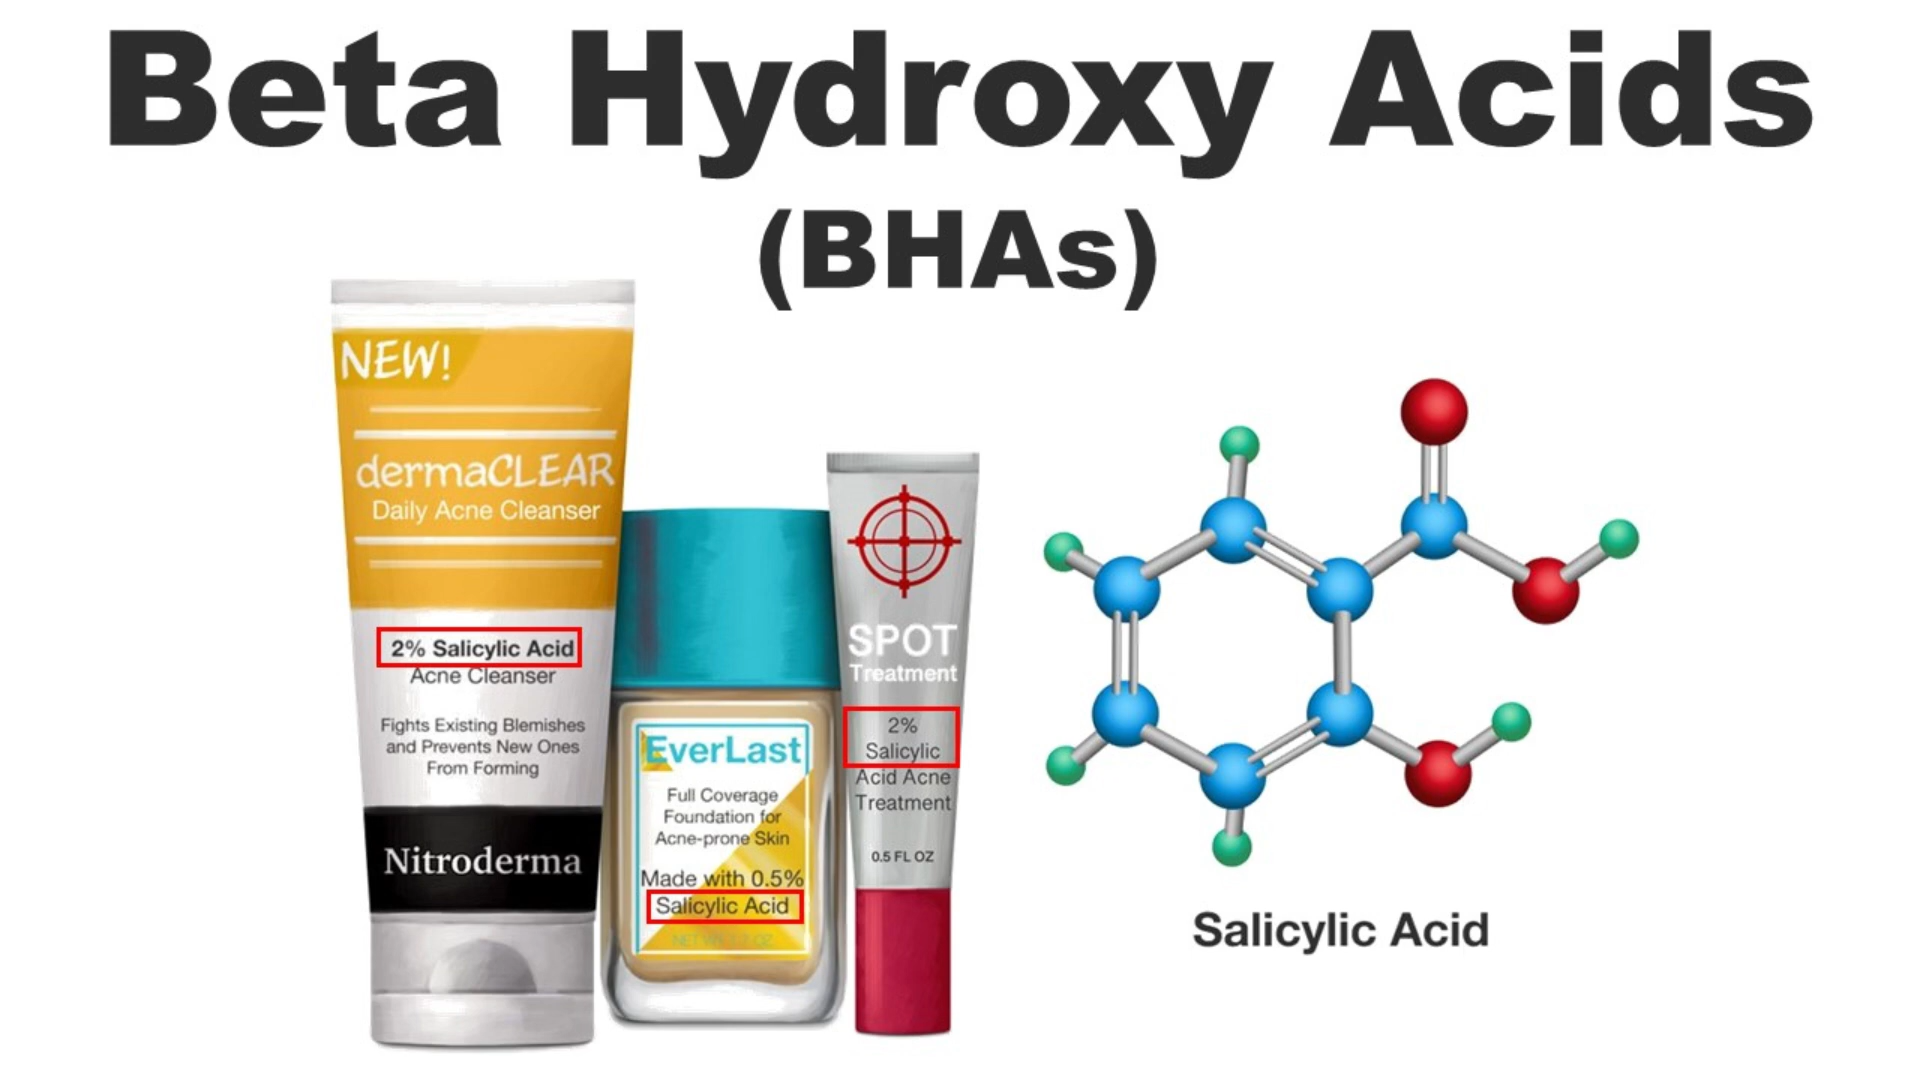 Beta Hydroxy Acids
(BHAs)
NEW!
dermaCLEAR
Daily Acne Cleanser
2% Salicylic Acid
Acne Cleanser
Fights Existing Blemishes
and Prevents New Ones
From Forming
Nitroderma
EverLast
Full Coverage
Foundation for
Acne-prone Skin
Made with 0.5%
Salicylic Acid
SPOT
Treatment
2%
Salicylic
Acid Acne
Treatment
0.5 FL OZ
Salicylic Acid